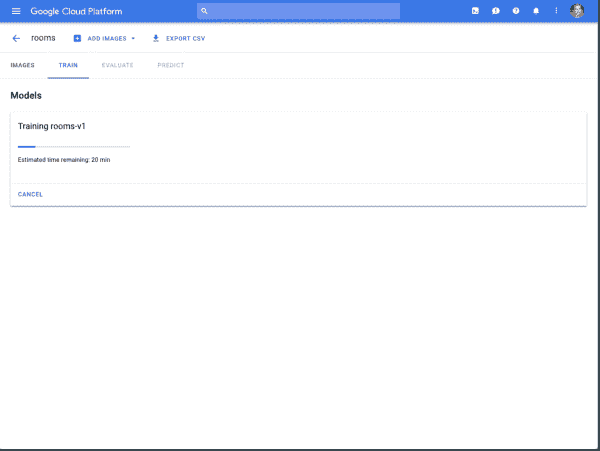 Google Cloud Platform
rooms ADD IMAGES EXPORT CSV
IMAGES TRAIN EVALUATE PREDICT
Models
Training rooms-v1
Estimated time remaining: 20 min
CANCEL